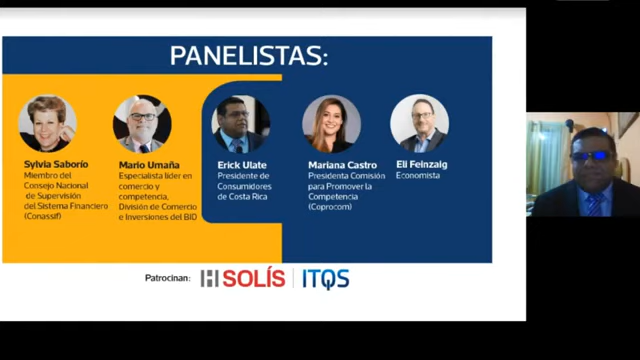 PANELISTAS:
Sylvia Saborío
Miembro del
Consejo Nacional
de Supervisión
del Sistema Financiero
(Conassif)
Mario Umaña
Especialista líder en
comercio y
competencia,
División de Comercio
e Inversiones del BID
Erick Ulate
Presidente de
Consumidores
de Costa Rica
Mariana Castro
Presidenta Comisión
para Promover la
Competencia
(Coprocom)
Eli Feinzaig
Economista
Patrocinan:
SOLÍS
ITQS